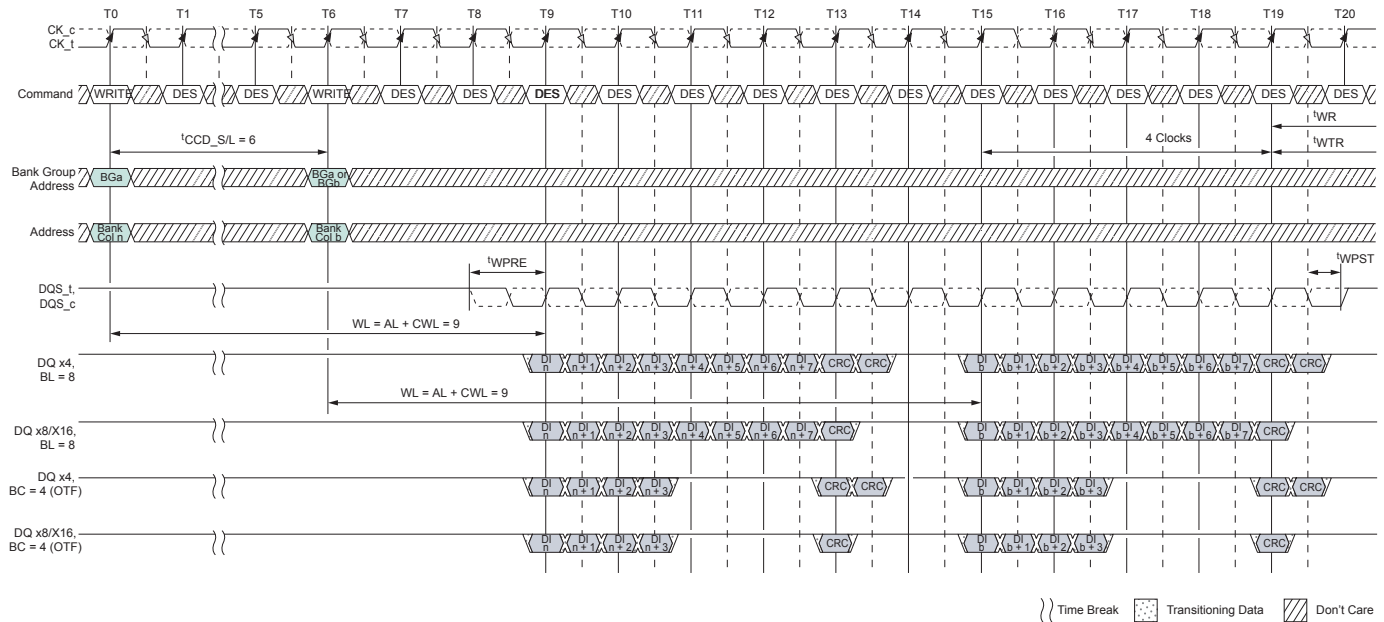 T0 T1 T5 T6 T7 T8 T9 T10 T11 T12 T13 T14 T15 T16 T17 T18 T19 T20
CK_c
CK_t
Command WRITE DES DES WRITE DES DES DES DES DES DES DES DES DES DES DES DES DES DES
tWR
tCCD_S/L = 6
4 Clocks
tWTR
Bank Group
Address
BGa
BGa or
BGb
Address
Bank
Col n
Bank
Col b
tWPRE
tWPST
DQS_t,
DQS_c
WL = AL + CWL = 9
DQ x4,
BL = 8
DI
n
DI
n + 1
DI
n + 2
DI
n + 3
DI
n + 4
DI
n + 5
DI
n + 6
DI
n + 7
CRC CRC
DI
b
DI
b + 1
DI
b + 2
DI
b + 3
DI
b + 4
DI
b + 5
DI
b + 6
DI
b + 7
CRC CRC
WL = AL + CWL = 9
DQ x8/X16,
BL = 8
DI
n
DI
n + 1
DI
n + 2
DI
n + 3
DI
n + 4
DI
n + 5
DI
n + 6
DI
n + 7
CRC
DI
b
DI
b + 1
DI
b + 2
DI
b + 3
DI
b + 4
DI
b + 5
DI
b + 6
DI
b + 7
CRC
DQ x4,
BC = 4 (OTF)
DI
n
DI
n + 1
DI
n + 2
DI
n + 3
CRC CRC
DI
b
DI
b + 1
DI
b + 2
DI
b + 3
CRC CRC
DQ x8/X16,
BC = 4 (OTF)
DI
n
DI
n + 1
DI
n + 2
DI
n + 3
CRC
DI
b
DI
b + 1
DI
b + 2
DI
b + 3
CRC
Time Break Transitioning Data Don't Care